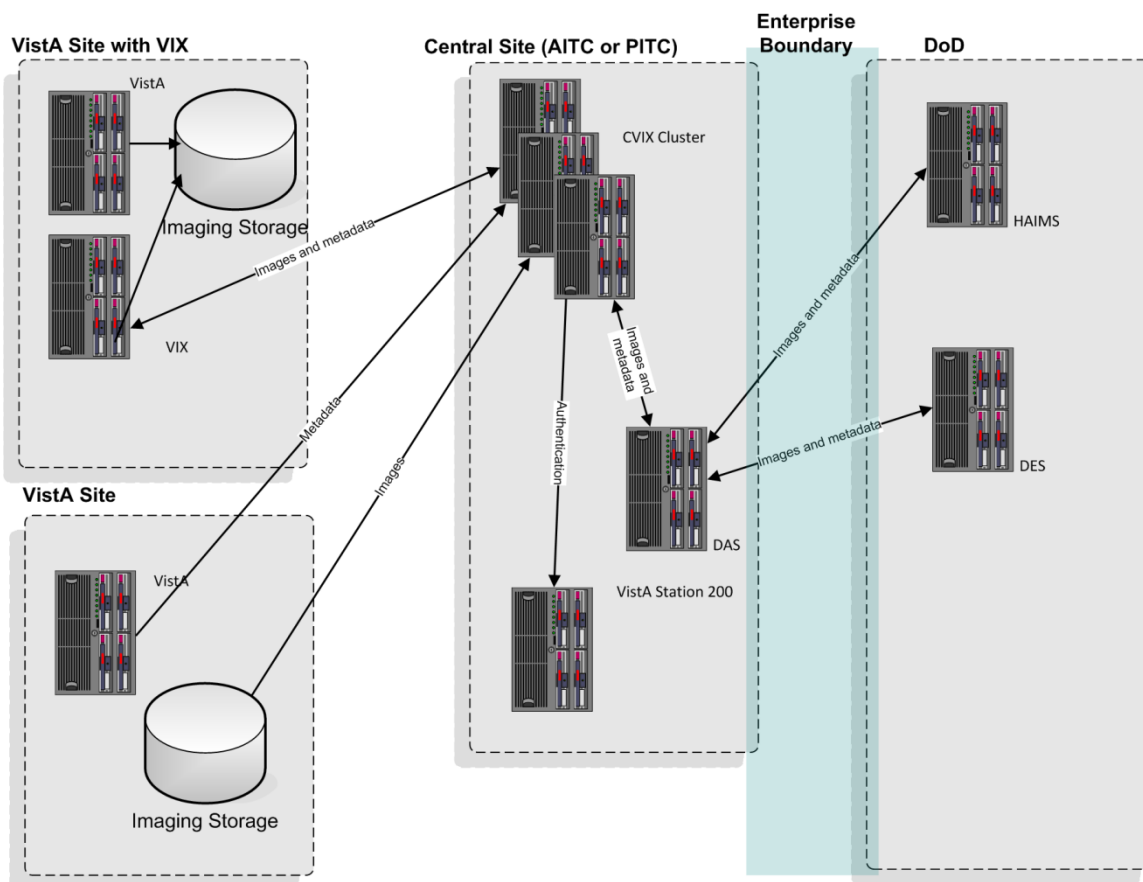 VistA Site with VIX
VistA
Imaging Storage
VIX
Images and metadata
VistA Site
VistA
Imaging Storage
Metadata
Images
Central Site (AITC or PITC)
CVIX Cluster
Authentication
Images and
metadata
DAS
VistA Station 200
Enterprise
Boundary
Images and metadata
Images and metadata
DoD
HAIMS
DES